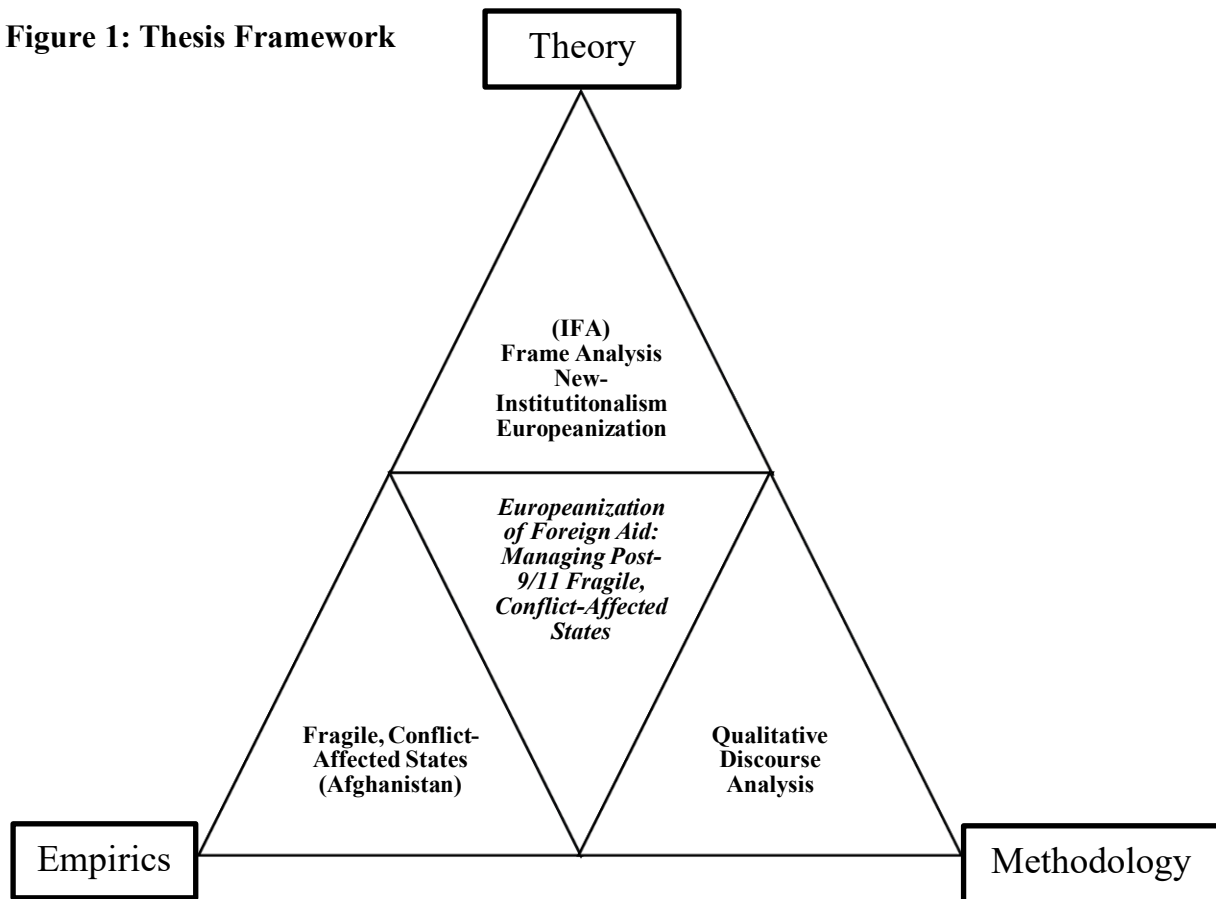 Figure 1: Thesis Framework
Theory
(IFA)
Frame Analysis
New-
Institutitonalism
Europeanization
Europeanization
of Foreign Aid:
Managing Post-
9/11 Fragile,
Conflict-Affected
States
Fragile, Conflict-
Affected States
(Afghanistan)
Qualitative
Discourse
Analysis
Empirics
Methodology